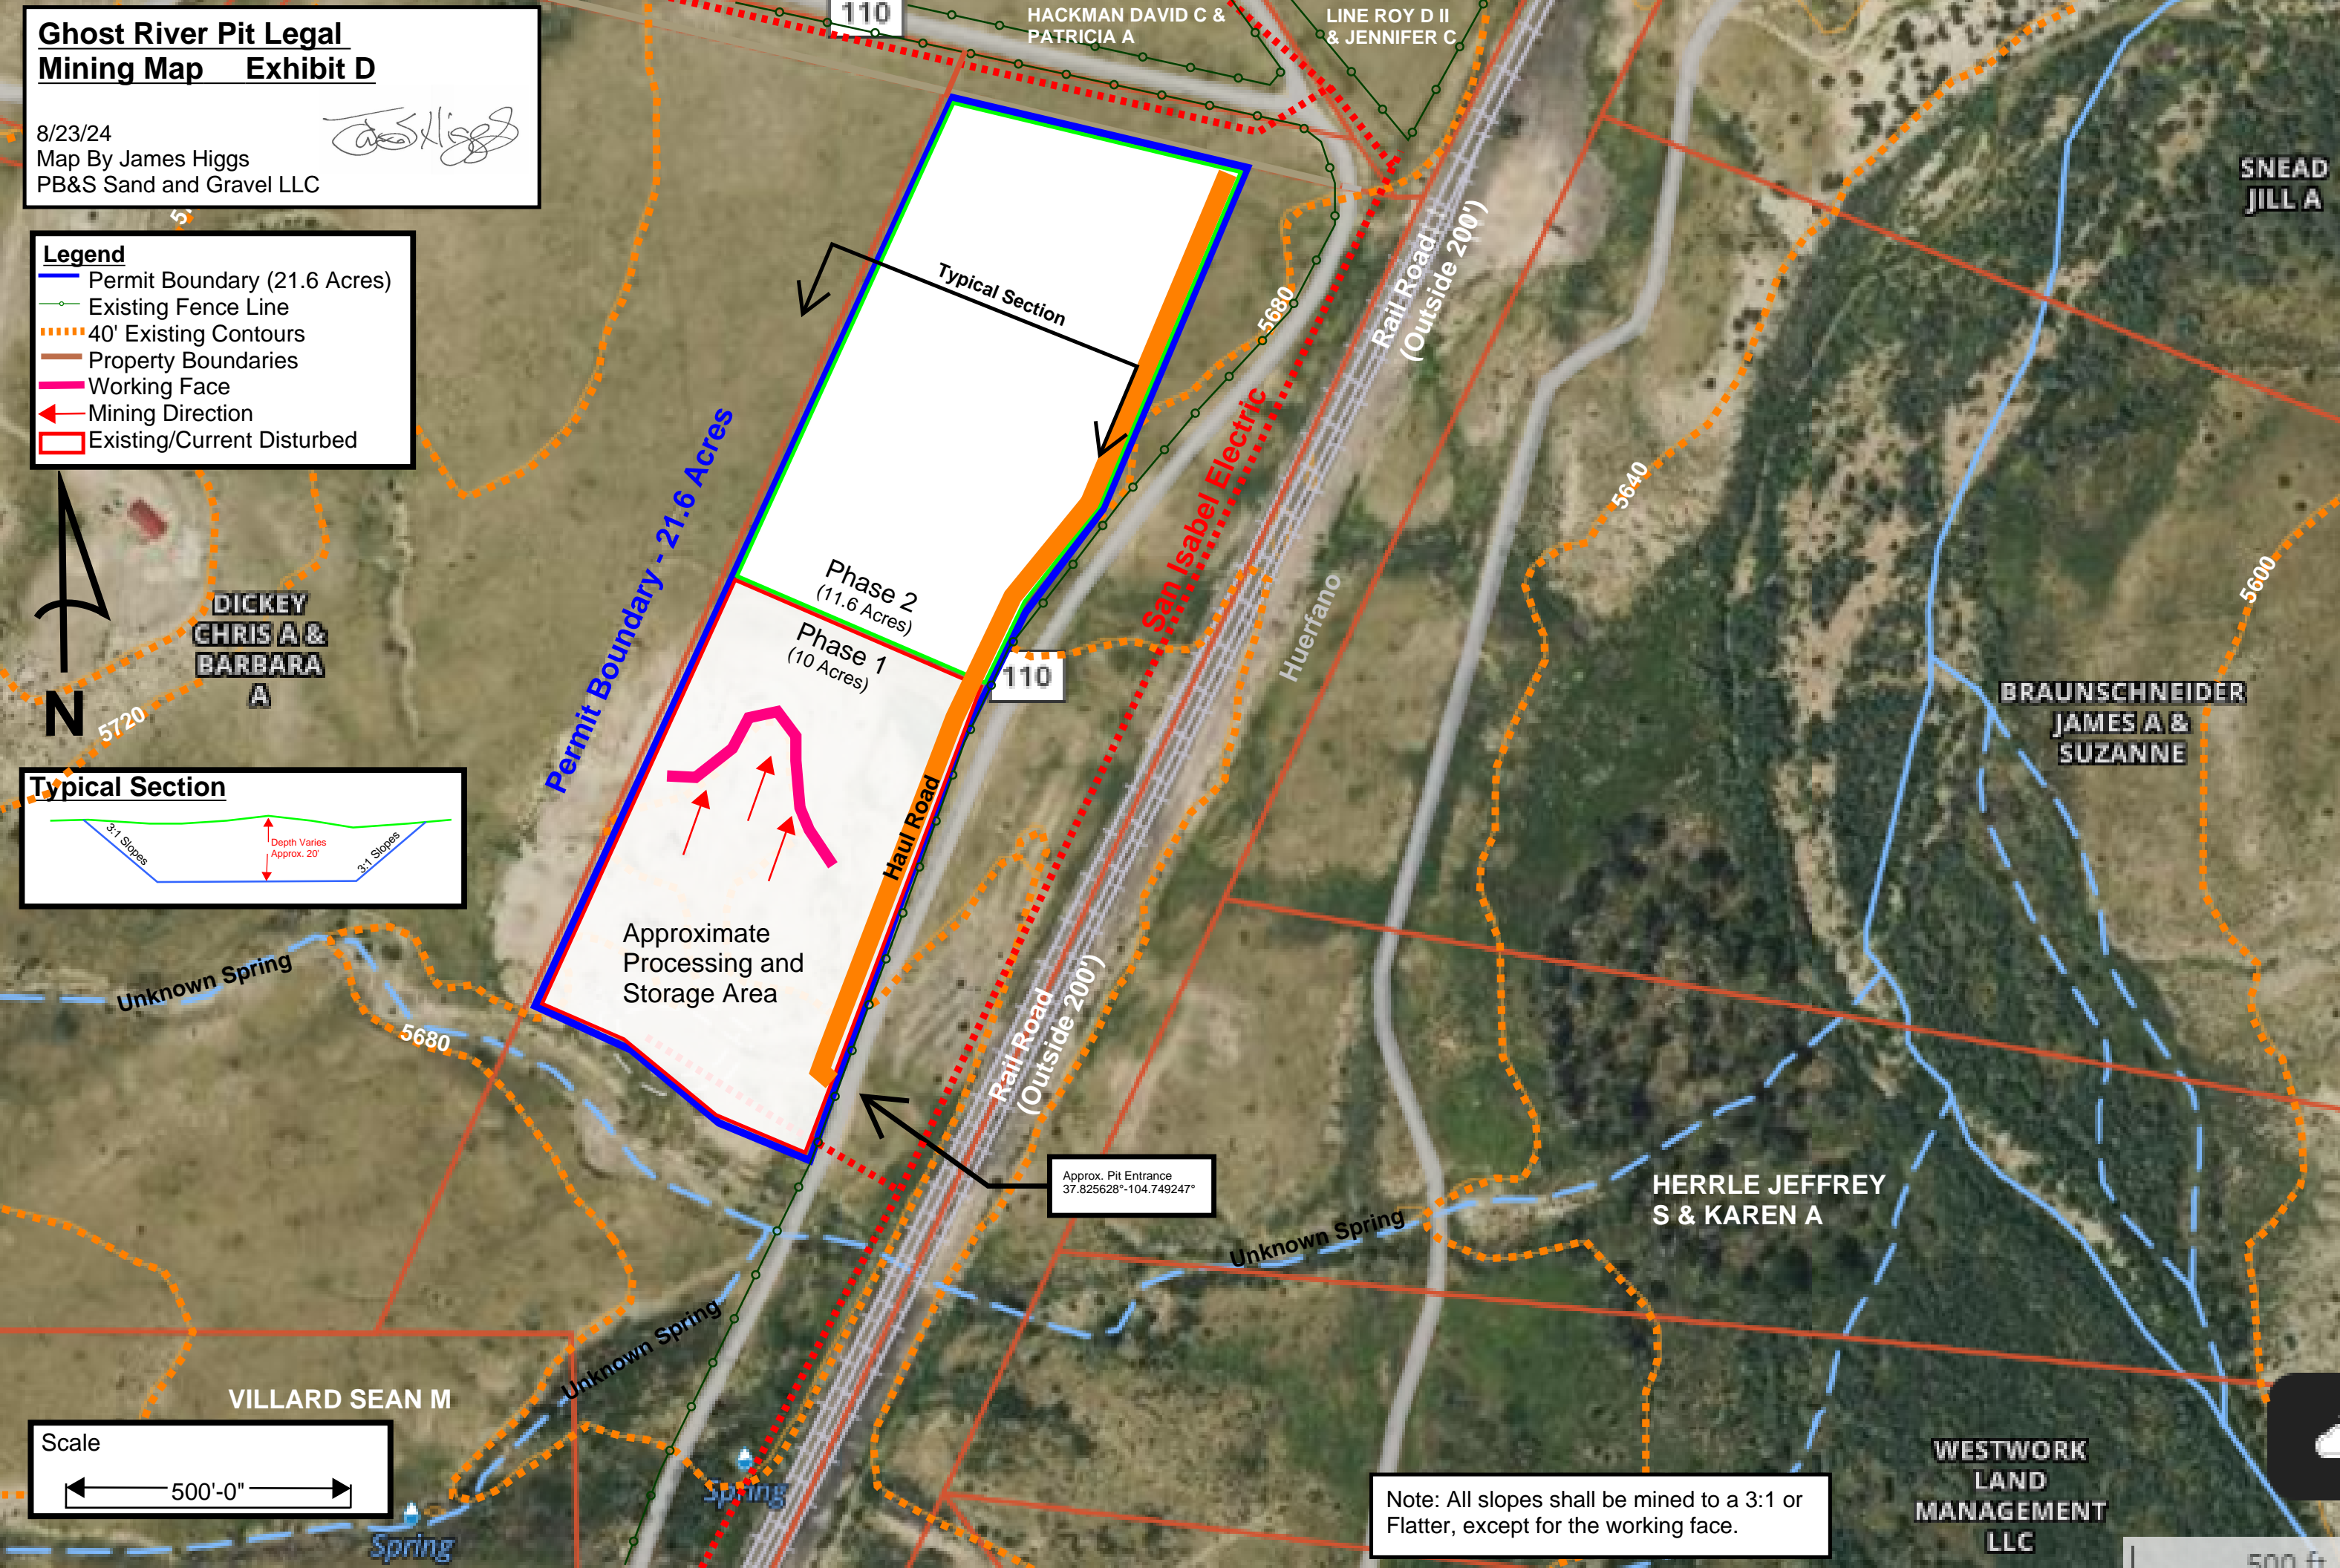 Ghost River Pit Legal
Mining Map Exhibit D
8/23/24
Map By James Higgs
PB&S Sand and Gravel LLC
Legend
Permit Boundary (21.6 Acres)
Existing Fence Line
40' Existing Contours
Property Boundaries
Working Face
Mining Direction
Existing/Current Disturbed
110
HACKMAN DAVID C &
PATRICIA A
LINE ROY D II
& JENNIFER C
SNEAD
JILL A
Typical Section
5680
Rail Road
(Outside 200')
San Isabel Electric
Permit Boundary - 21.6 Acres
5640
5600
Phase 2
(11.6 Acres)
Phase 1
(10 Acres)
110
Huerfano
DICKEY
CHRIS A &
BARBARA
A
N
5720
BRAUNSCHNEIDER
JAMES A &
SUZANNE
Typical Section
3:1 Slopes
Depth Varies
Approx. 20'
3:1 Slopes
Haul Road
Approximate
Processing and
Storage Area
Unknown Spring
5680
Rail Road
(Outside 200')
Approx. Pit Entrance
37.825628°-104.749247°
HERRLE JEFFREY
S & KAREN A
Unknown Spring
Unknown Spring
VILLARD SEAN M
Scale
500'-0"
Spring
Spring
Note: All slopes shall be mined to a 3:1 or
Flatter, except for the working face.
WESTWORK
LAND
MANAGEMENT
LLC
500 ft